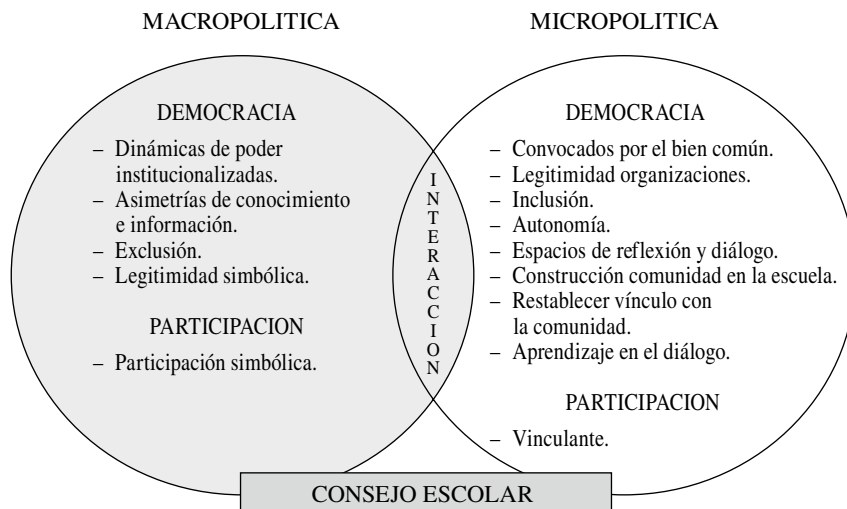 MACROPOLITICA
DEMOCRACIA
– Dinámicas de poder
institucionalizadas.
– Asimetrías de conocimiento
e información.
– Exclusión.
– Legitimidad simbólica.
PARTICIPACION
– Participación simbólica.
INTERACCION
MICROPOLITICA
DEMOCRACIA
– Convocados por el bien común.
– Legitimidad organizaciones.
– Inclusión.
– Autonomía.
– Espacios de reflexión y diálogo.
– Construcción comunidad en la escuela.
– Restablecer vínculo con
la comunidad.
– Aprendizaje en el diálogo.
PARTICIPACION
– Vinculante.
CONSEJO ESCOLAR